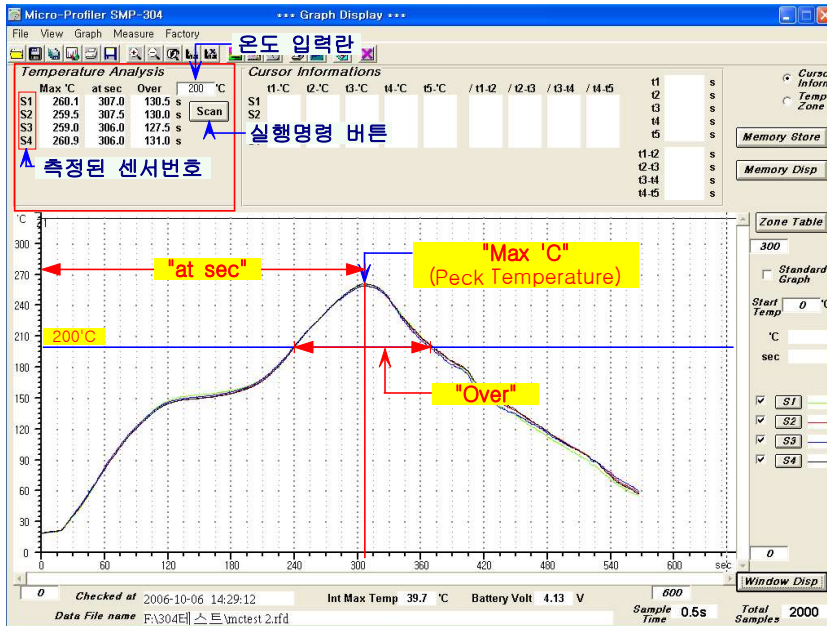 Micro-Profiler SMP-304
*** Graph Display ***
File View Graph Measure Factory
온도 입력란
Temperature Analysis
Max 'C at sec Over 200 'C
S1 260.1 307.0 130.5 s
S2 259.5 307.5 130.0 s
S3 259.0 306.0 127.5 s
S4 260.9 306.0 131.0 s
Scan
실행명령 버튼
측정된 센서번호
Cursor Informations
t1-'C t2-'C t3-'C t4-'C t5-'C / t1-t2 / t2-t3 / t3-t4 / t4-t5
S1
S2
S3
t1 s
t2 s
t3 s
t4 s
t5 s
t1-t2 s
t2-t3 s
t3-t4 s
t4-t5 s
Memory Store
Memory Disp
Zone Table
300
Standard Graph
Start Temp 0 'C
'C
sec
S1
S2
S3
S4
0
Window Disp
'C
300
270
240
210
180
150
120
90
60
30
0
"at sec"
"Max 'C"
(Peck Temperature)
200'C
"Over"
0 60 120 180 240 300 360 420 480 540 600 sec
0
600
Checked at 2006-10-06 14:29:12
Int Max Temp 39.7 'C
Battery Volt 4.13 V
Data File name F:\304테스트\mctest 2.rfd
Sample Time 0.5s
Total Samples 2000